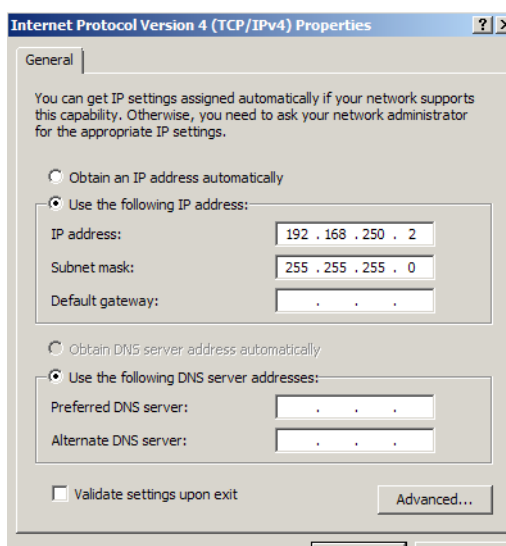 Internet Protocol Version 4 (TCP/IPv4) Properties ?
General
You can get IP settings assigned automatically if your network supports
this capability. Otherwise, you need to ask your network administrator
for the appropriate IP settings.
Obtain an IP address automatically
Use the following IP address:
IP address: 192 . 168 . 250 . 2
Subnet mask: 255 . 255 . 255 . 0
Default gateway: . . .
Obtain DNS server address automatically
Use the following DNS server addresses:
Preferred DNS server: . . .
Alternate DNS server: . . .
Validate settings upon exit
Advanced...